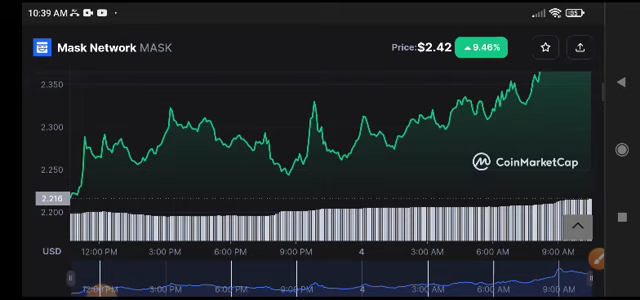 10:39 AM
Mask Network MASK
Price:$2.42
9.46%
2.350
2.300
2.250
2.216
2.200
CoinMarketCap
USD
12:00 PM 3:00 PM 6:00 PM 9:00 PM 4 3:00 AM 6:00 AM 9:00 AM
12:00 PM 3:00 PM 6:00 PM 9:00 PM 4 3:00 AM 6:00 AM 9:00 AM